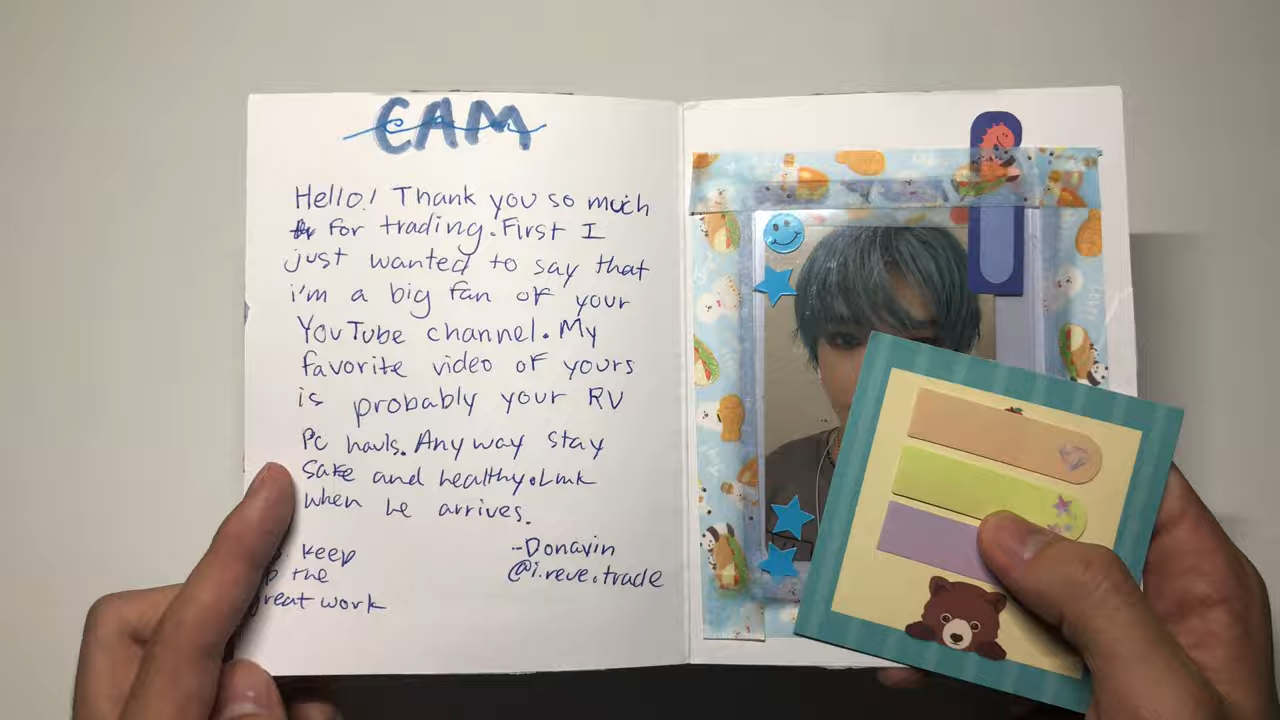 CAM
Hello! Thank you so much
for trading. First I
just wanted to say that
i'm a big fan of your
YouTube channel. My
favorite video of yours
is probably your RV
PC hauls. Any way stay
safe and healthy. Lmk
when he arrives.
keep
the
great work
-Donavin
@i.reve.trade